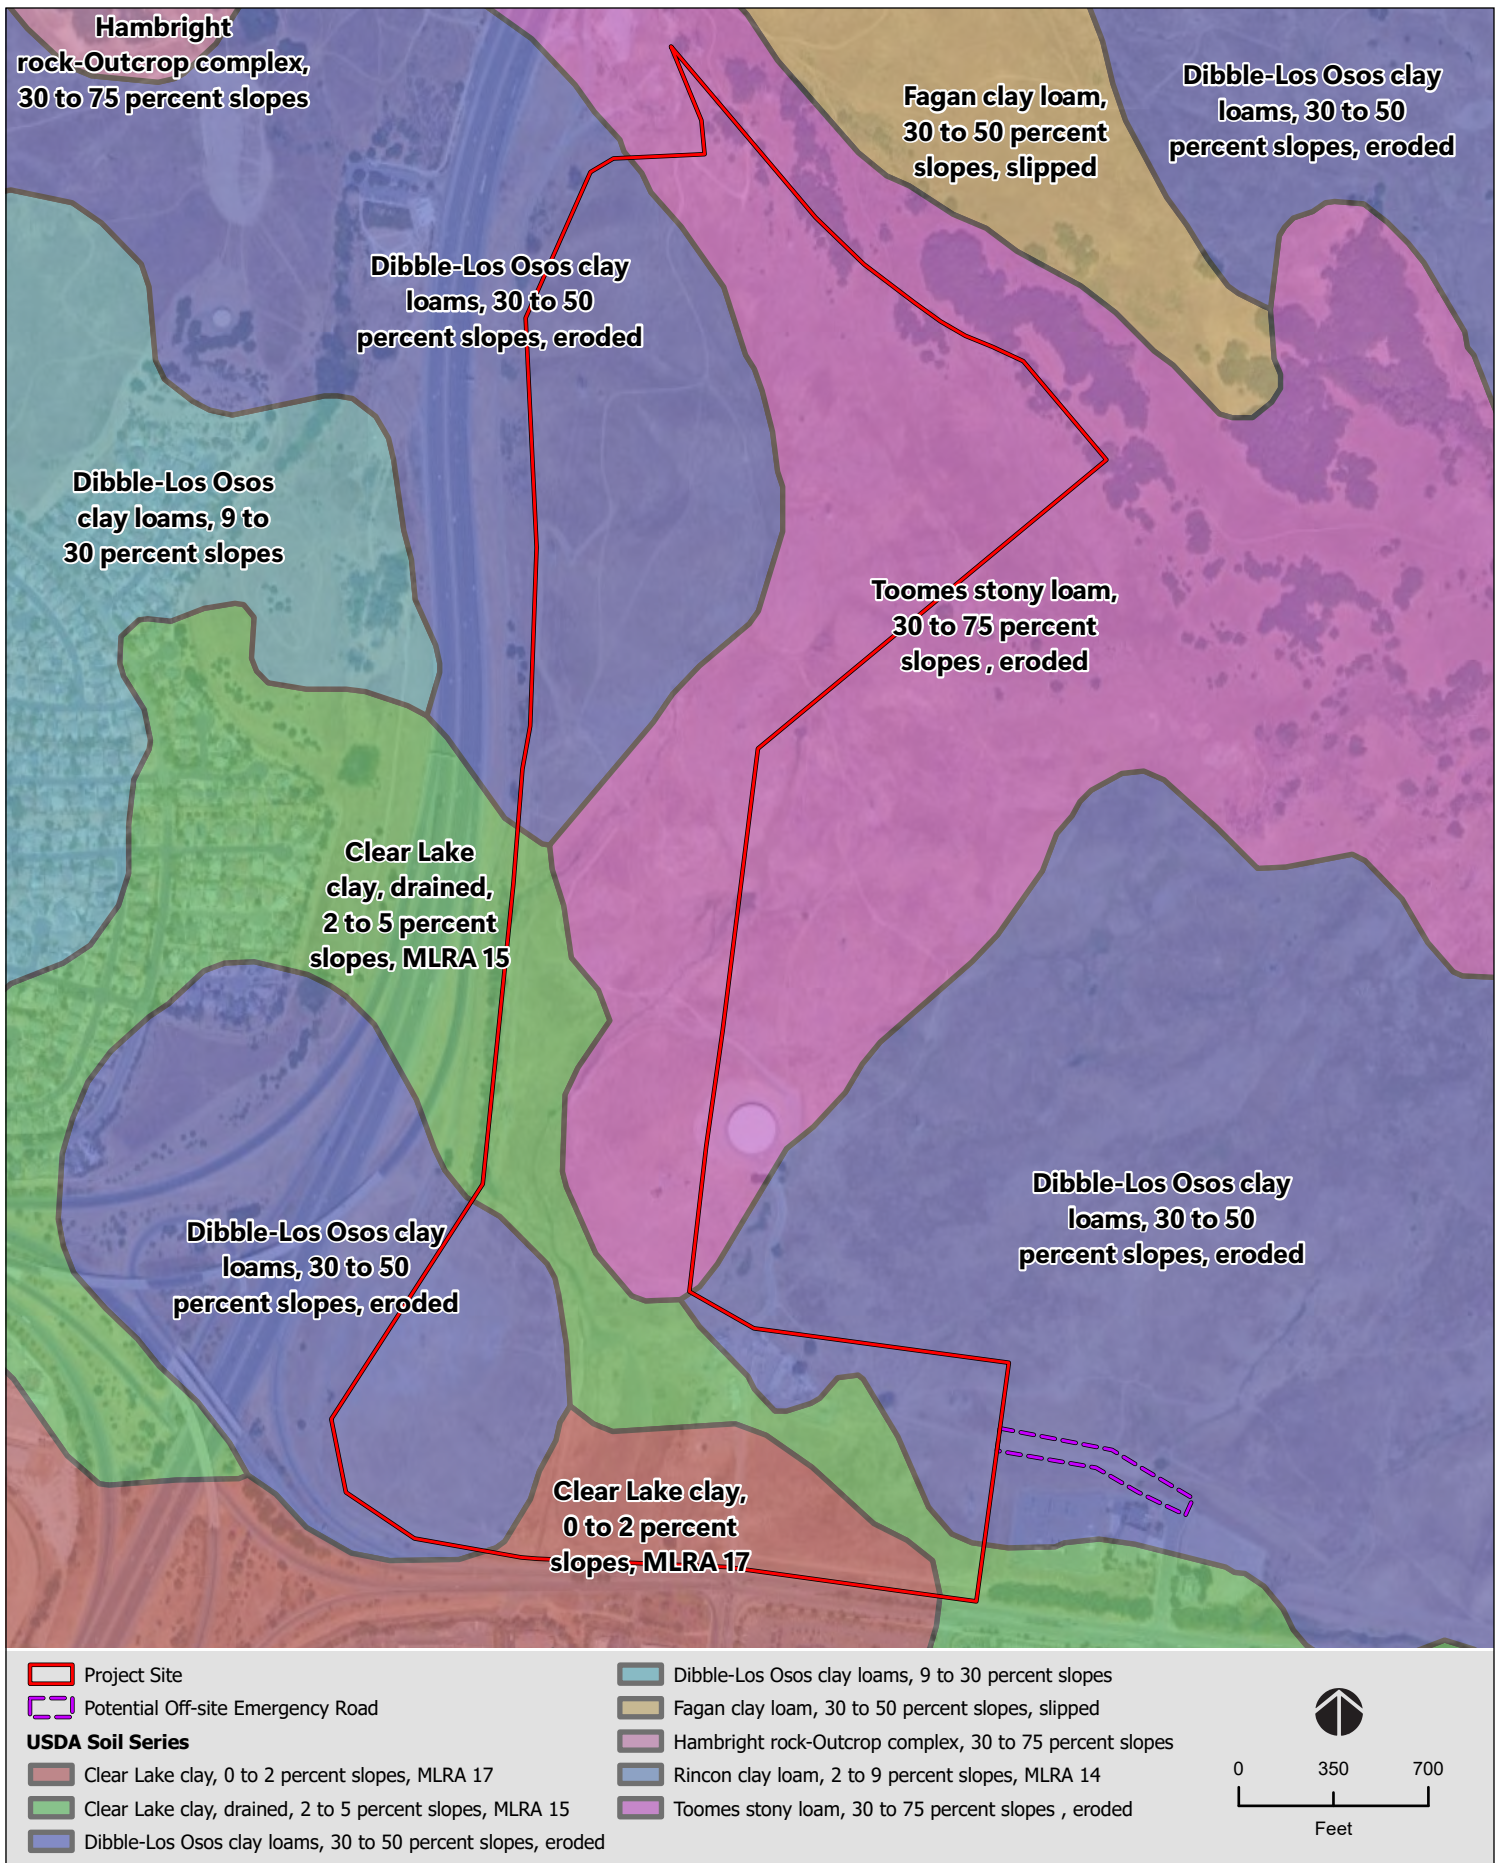 Hambright
rock-Outcrop complex,
30 to 75 percent slopes
Fagan clay loam,
30 to 50 percent
slopes, slipped
Dibble-Los Osos clay
loams, 30 to 50
percent slopes, eroded
Dibble-Los Osos clay
loams, 30 to 50
percent slopes, eroded
Dibble-Los Osos
clay loams, 9 to
30 percent slopes
Toomes stony loam,
30 to 75 percent
slopes , eroded
Clear Lake
clay, drained,
2 to 5 percent
slopes, MLRA 15
Dibble-Los Osos clay
loams, 30 to 50
percent slopes, eroded
Dibble-Los Osos clay
loams, 30 to 50
percent slopes, eroded
Clear Lake clay,
0 to 2 percent
slopes, MLRA 17
Project Site
Potential Off-site Emergency Road
USDA Soil Series
Clear Lake clay, 0 to 2 percent slopes, MLRA 17
Clear Lake clay, drained, 2 to 5 percent slopes, MLRA 15
Dibble-Los Osos clay loams, 30 to 50 percent slopes, eroded
Dibble-Los Osos clay loams, 9 to 30 percent slopes
Fagan clay loam, 30 to 50 percent slopes, slipped
Hambright rock-Outcrop complex, 30 to 75 percent slopes
Rincon clay loam, 2 to 9 percent slopes, MLRA 14
Toomes stony loam, 30 to 75 percent slopes , eroded
0 350 700
Feet